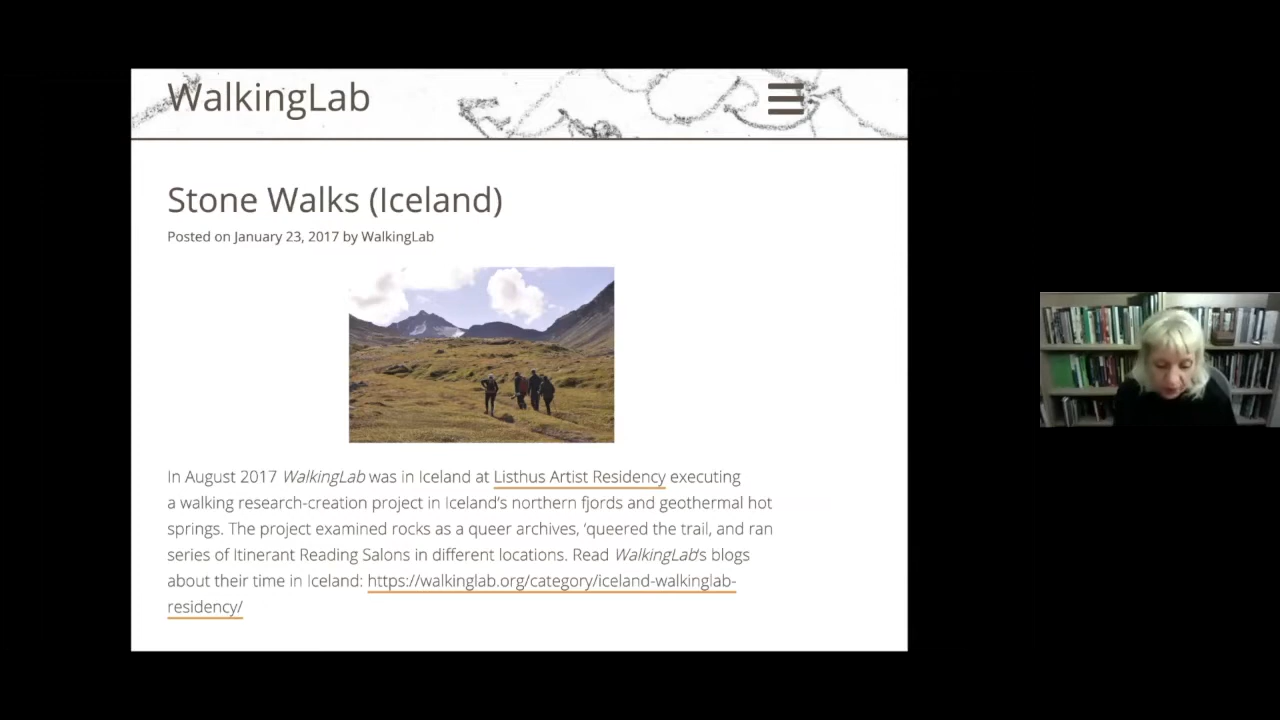 WalkingLab
Stone Walks (Iceland)
Posted on January 23, 2017 by WalkingLab
In August 2017 WalkingLab was in Iceland at Listhus Artist Residency executing
a walking research-creation project in Iceland's northern fjords and geothermal hot
springs. The project examined rocks as a queer archives, 'queered the trail, and ran
series of Itinerant Reading Salons in different locations. Read WalkingLab's blogs
about their time in Iceland: https://walkinglab.org/category/iceland-walkinglab-
residency/